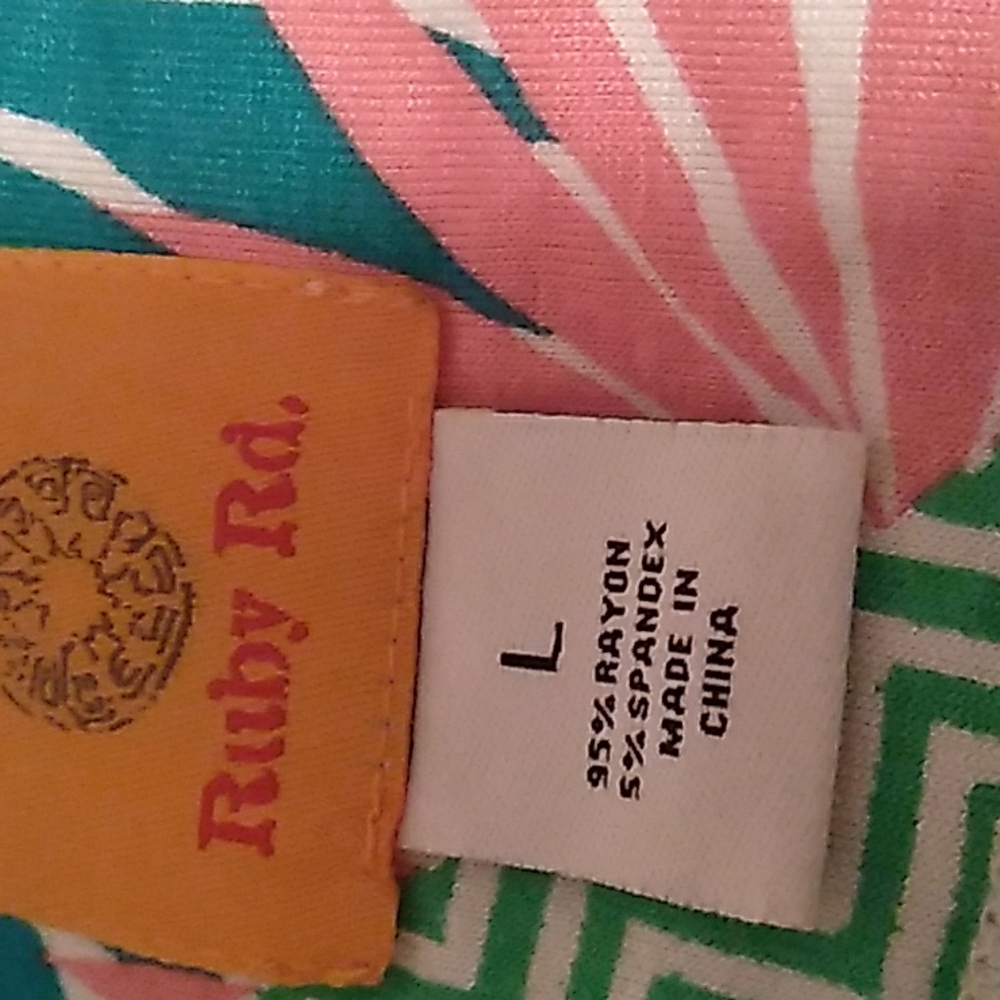 Ruby Rd.
L
95% RAYON
5% SPANDEX
MADE IN
CHINA